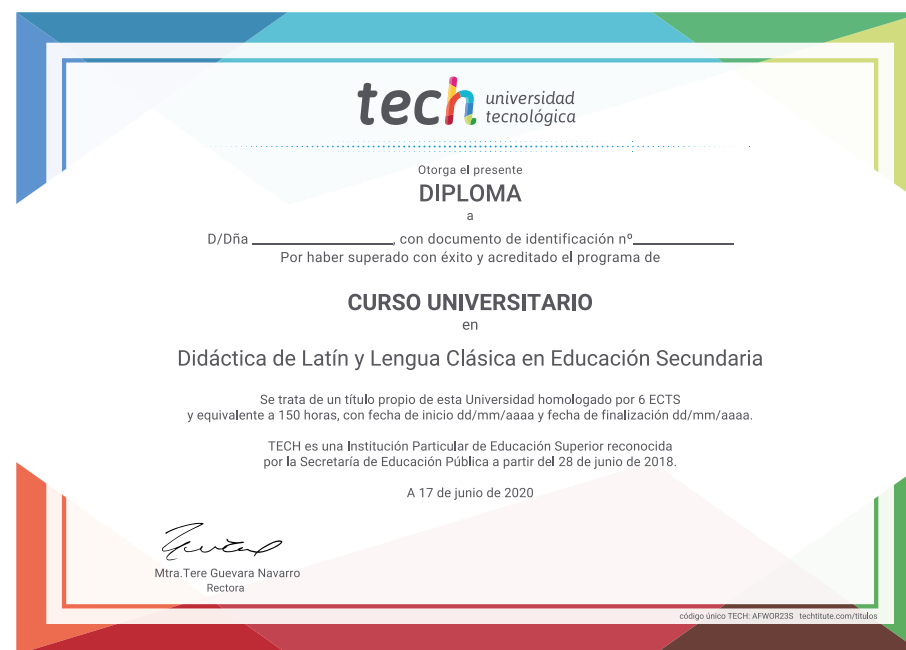 tech universidad
tecnológica
Otorga el presente
DIPLOMA
a
D/Dña ________________, con documento de identificación nº____________
Por haber superado con éxito y acreditado el programa de
CURSO UNIVERSITARIO
en
Didáctica de Latín y Lengua Clásica en Educación Secundaria
Se trata de un título propio de esta Universidad homologado por 6 ECTS
y equivalente a 150 horas, con fecha de inicio dd/mm/aaaa y fecha de finalización dd/mm/aaaa.
TECH es una Institución Particular de Educación Superior reconocida
por la Secretaría de Educación Pública a partir del 28 de junio de 2018.
A 17 de junio de 2020
Mtra.Tere Guevara Navarro
Rectora
código único TECH: AFWOR23S techtitute.com/titulos